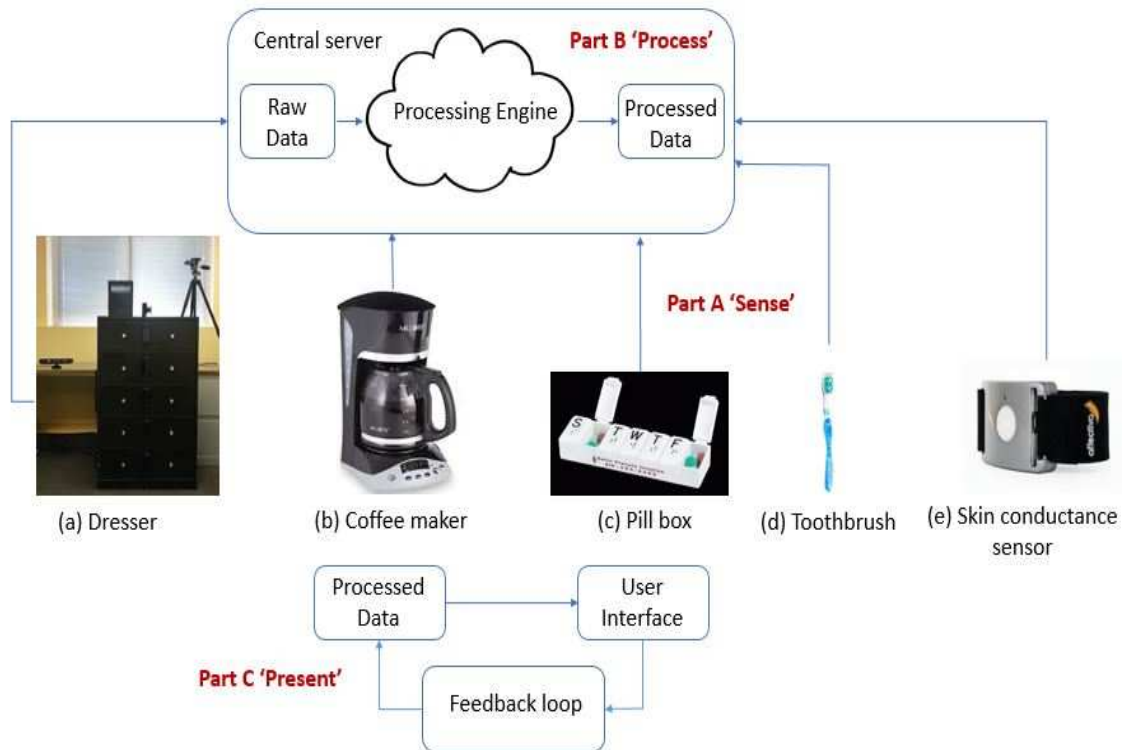 Central server
Part B ‘Process’
Raw
Data
Processing Engine
Processed
Data
Part A ‘Sense’
S
T
W
T
F
(a) Dresser
(b) Coffee maker
(c) Pill box
(d) Toothbrush
(e) Skin conductance
sensor
Processed
Data
User
Interface
Part C ‘Present’
Feedback loop